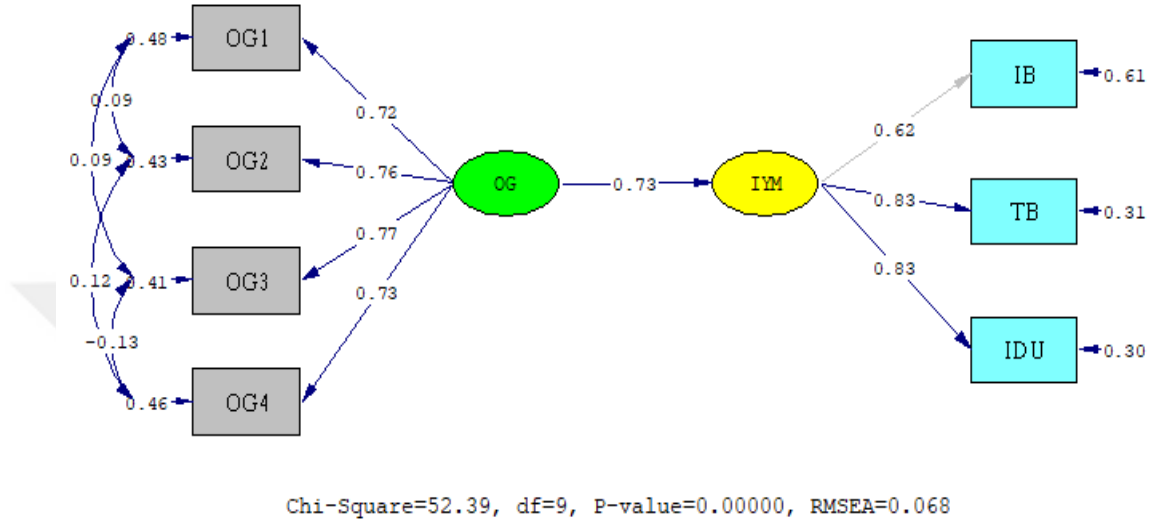 0.48
OG1
0.09
0.72
0.09
0.43
OG2
0.76
OG
0.73
IYM
0.62
IB
0.61
0.83
TB
0.31
0.77
0.12
0.41
OG3
0.73
0.83
-0.13
IDU
0.30
0.46
OG4
Chi-Square=52.39, df=9, P-value=0.00000, RMSEA=0.068